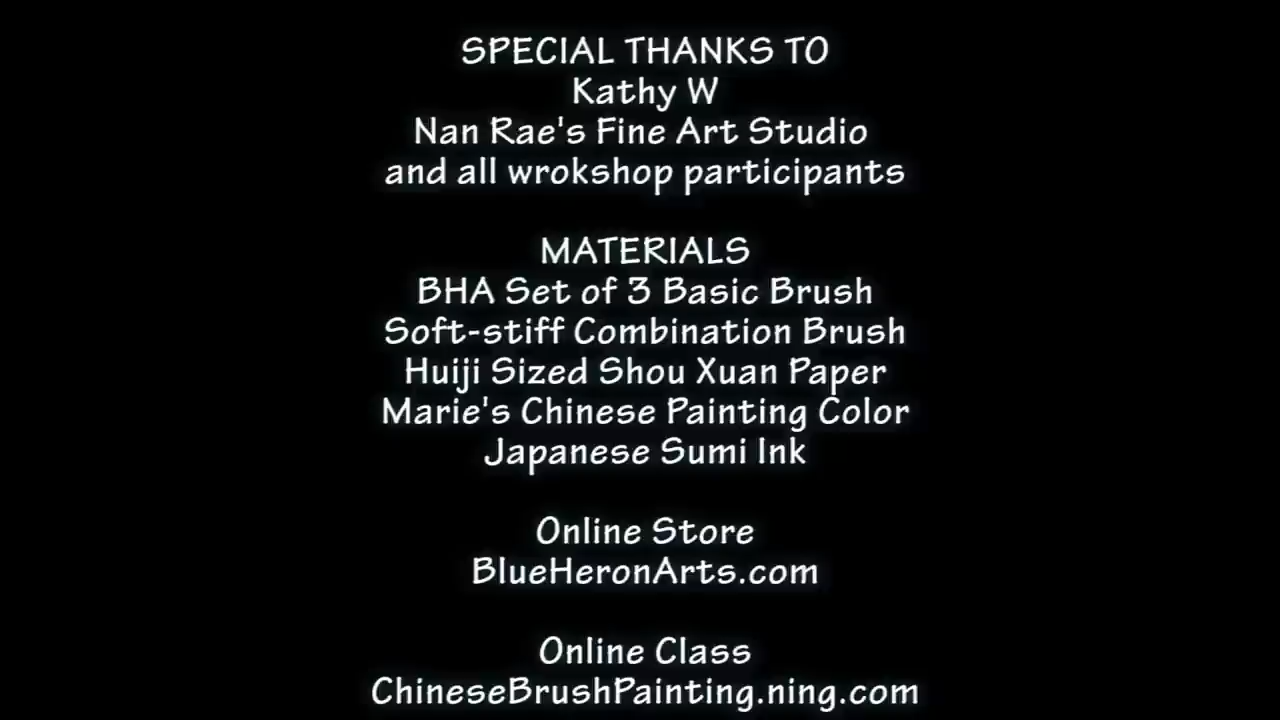 SPECIAL THANKS TO
Kathy W
Nan Rae's Fine Art Studio
and all wrokshop participants
MATERIALS
BHA Set of 3 Basic Brush
Soft-stiff Combination Brush
Huiji Sized Shou Xuan Paper
Marie's Chinese Painting Color
Japanese Sumi Ink
Online Store
BlueHeronArts.com
Online Class
ChineseBrushPainting.ning.com